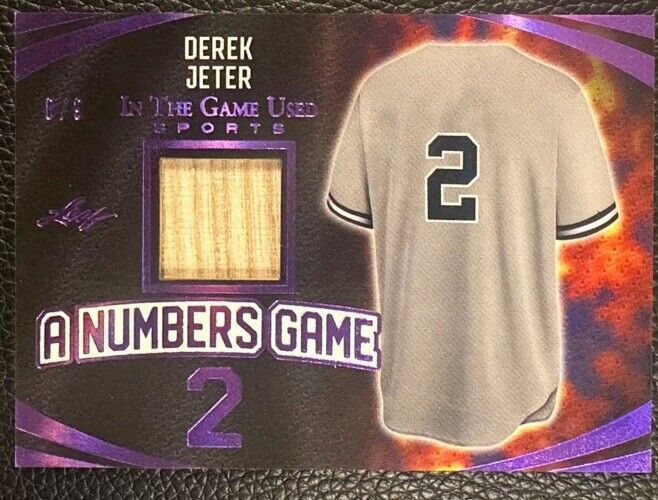 DEREK
JETER
IN THE GAME USED
SPORTS
Leaf
2
A NUMBERS GAME
2